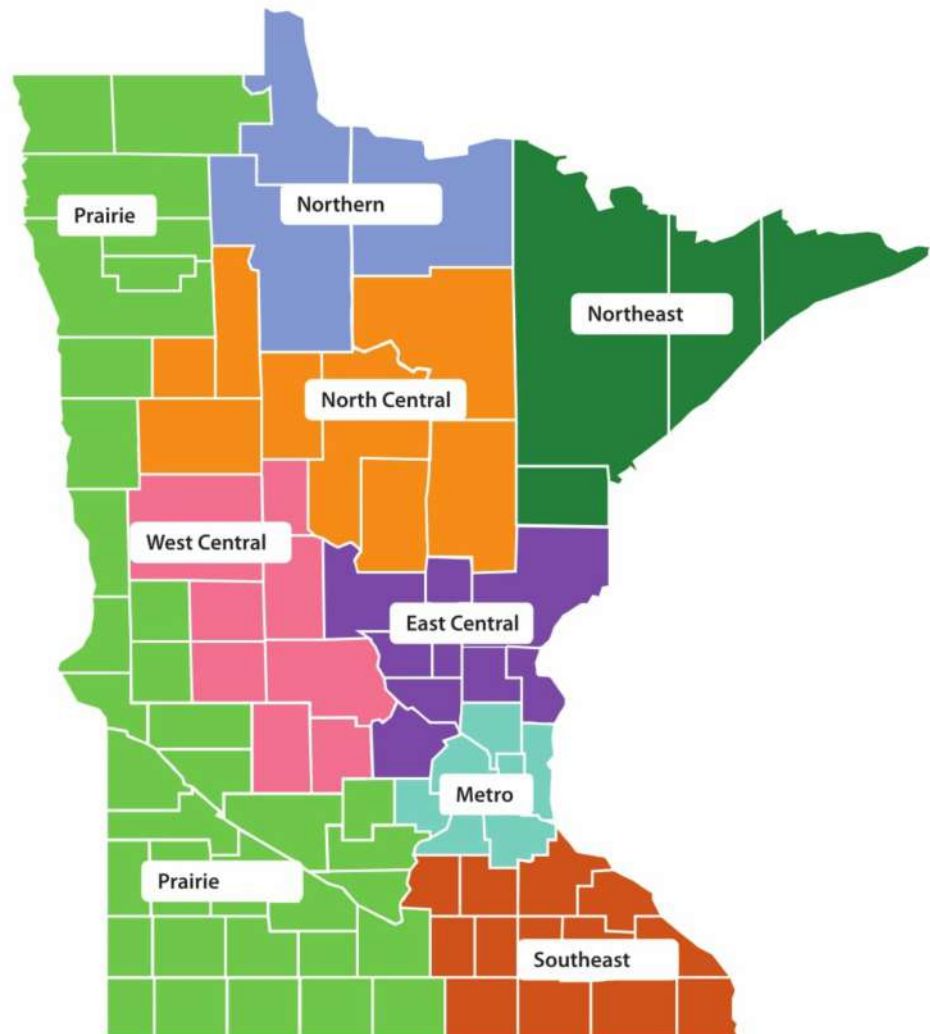 Northern
Prairie
Northeast
North Central
West Central
East Central
Metro
Prairie
Southeast